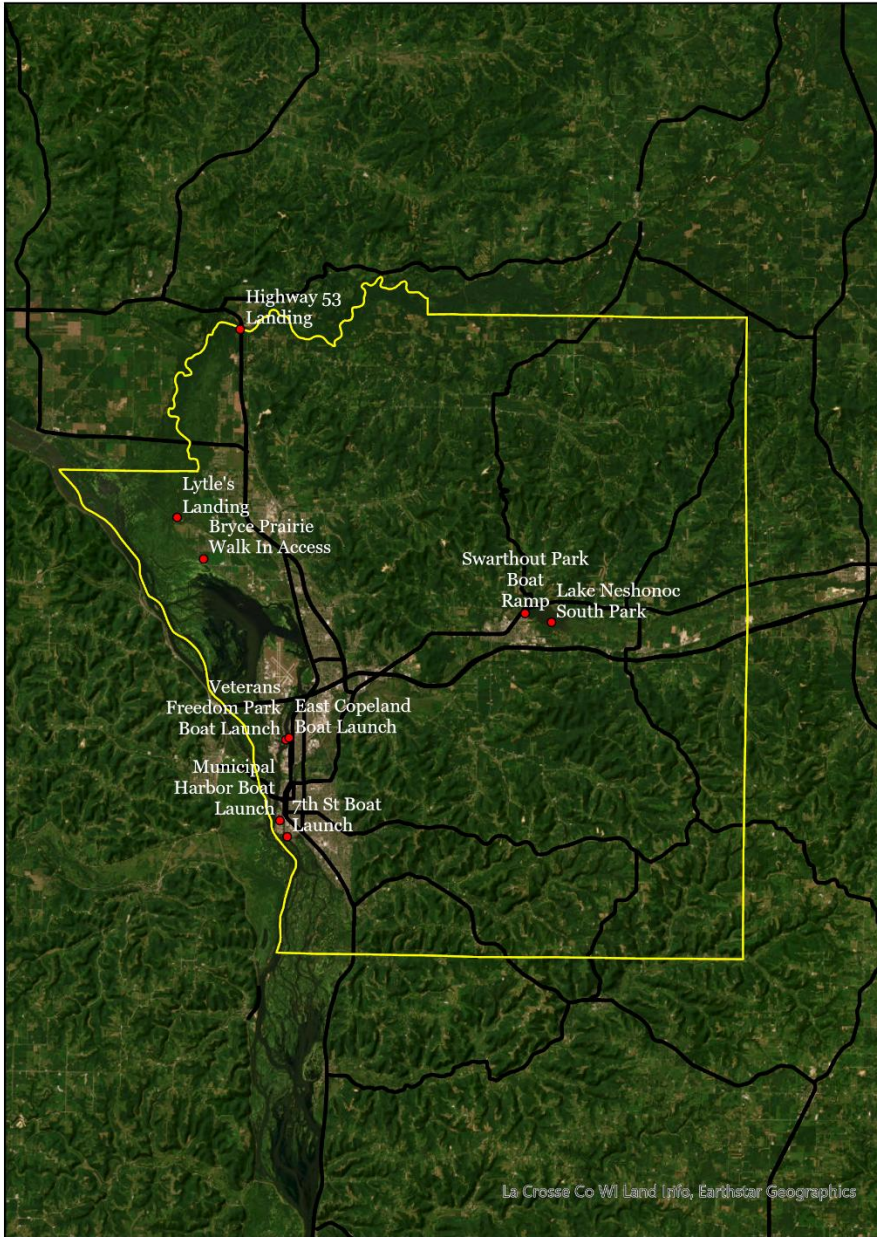 Highway 53
Landing
Lytle's
Landing
Bryce Prairie
Walk In Access
Swarthout Park
Boat
Ramp
Lake Neshonoc
South Park
Veterans
Freedom Park
Boat Launch
East Copeland
Boat Launch
Municipal
Harbor Boat
Launch
7th St Boat
Launch
La Crosse Co WI Land Info, Earthstar Geographics